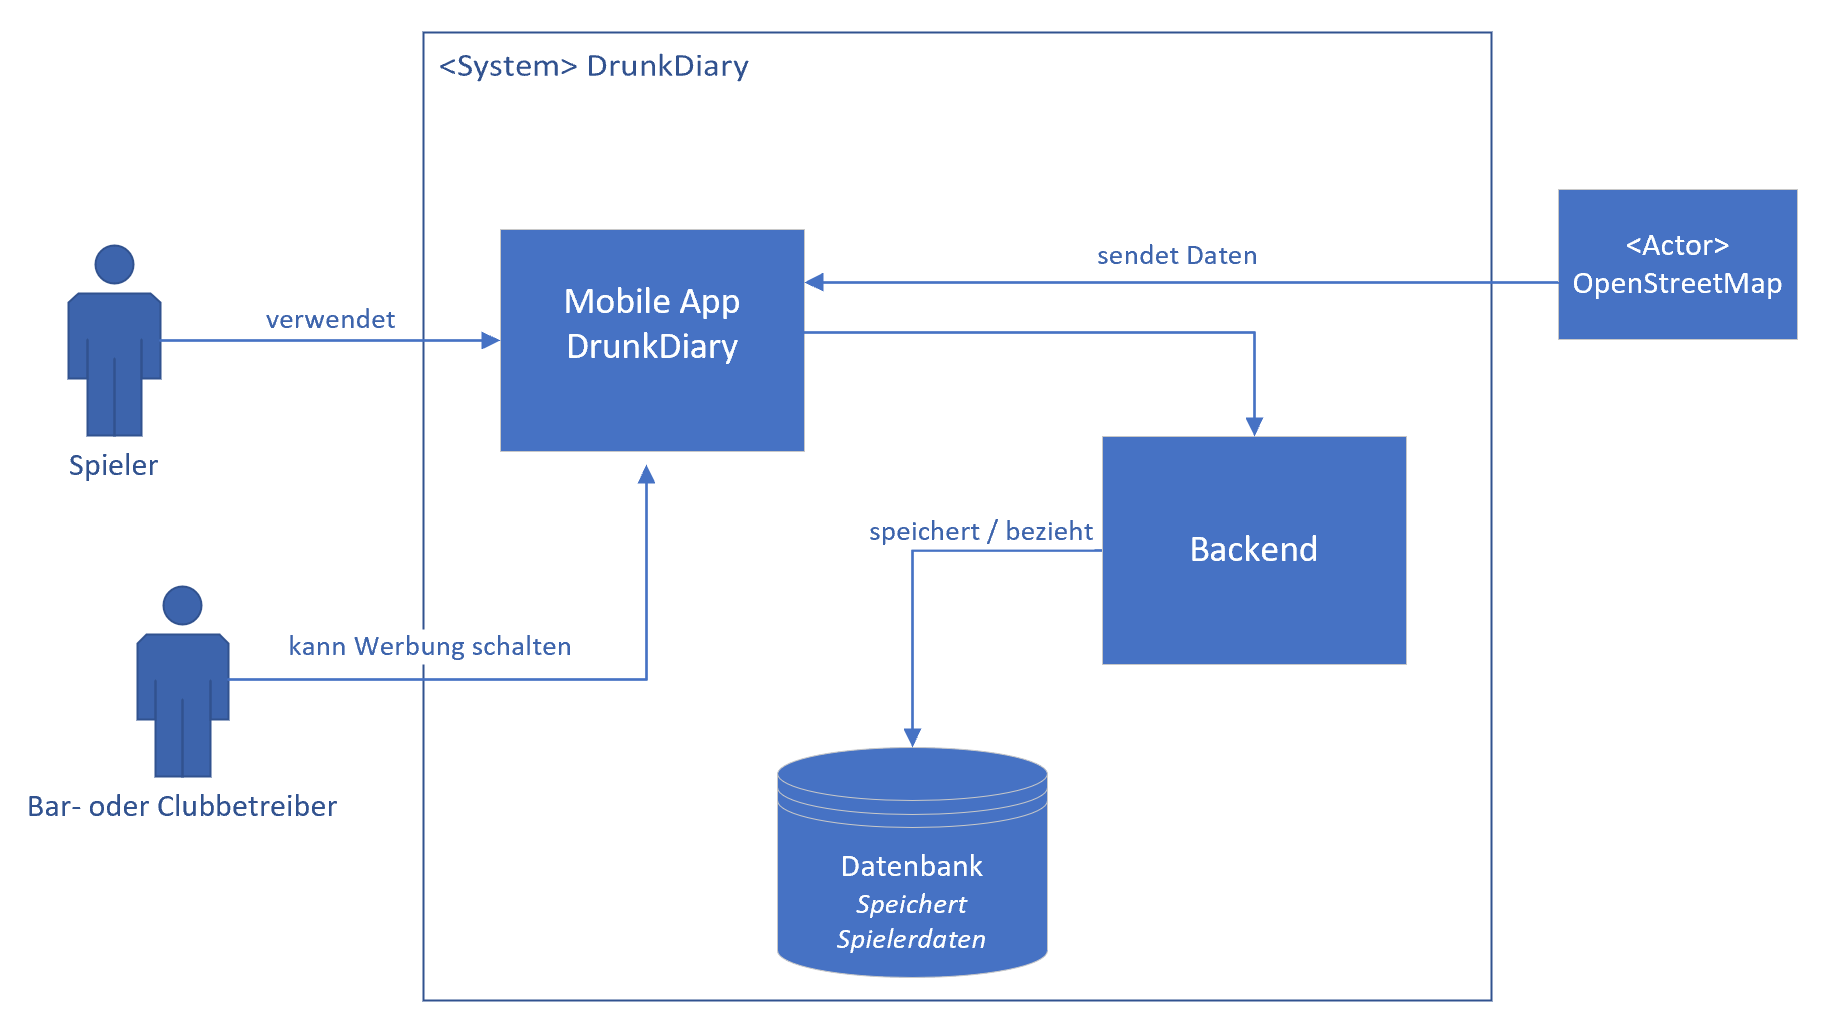 <System> DrunkDiary
<Actor>
OpenStreetMap
sendet Daten
Mobile App
DrunkDiary
verwendet
Spieler
speichert / bezieht
Backend
kann Werbung schalten
Bar- oder Clubbetreiber
Datenbank
Speichert
Spielerdaten